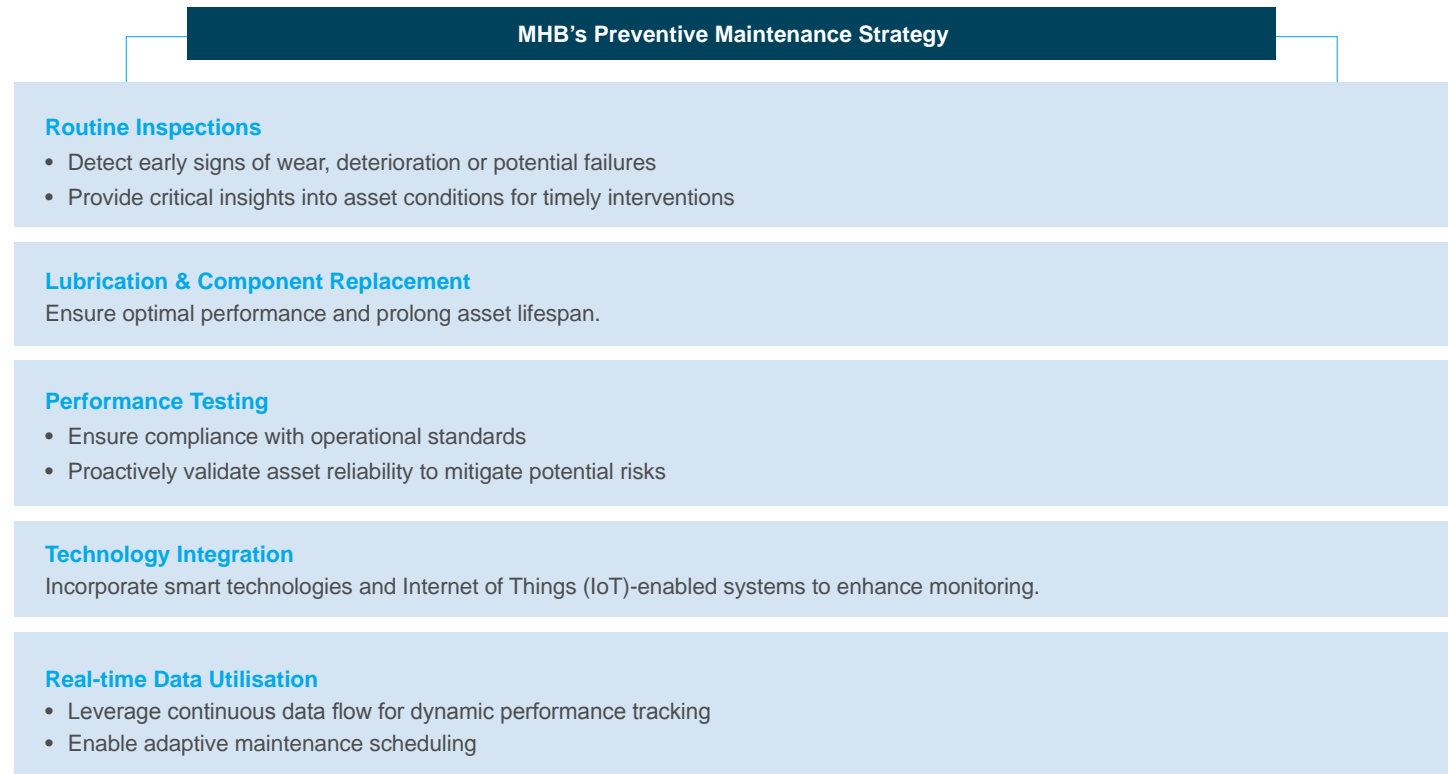 MHB’s Preventive Maintenance Strategy
Routine Inspections
• Detect early signs of wear, deterioration or potential failures
• Provide critical insights into asset conditions for timely interventions
Lubrication & Component Replacement
Ensure optimal performance and prolong asset lifespan.
Performance Testing
• Ensure compliance with operational standards
• Proactively validate asset reliability to mitigate potential risks
Technology Integration
Incorporate smart technologies and Internet of Things (IoT)-enabled systems to enhance monitoring.
Real-time Data Utilisation
• Leverage continuous data flow for dynamic performance tracking
• Enable adaptive maintenance scheduling